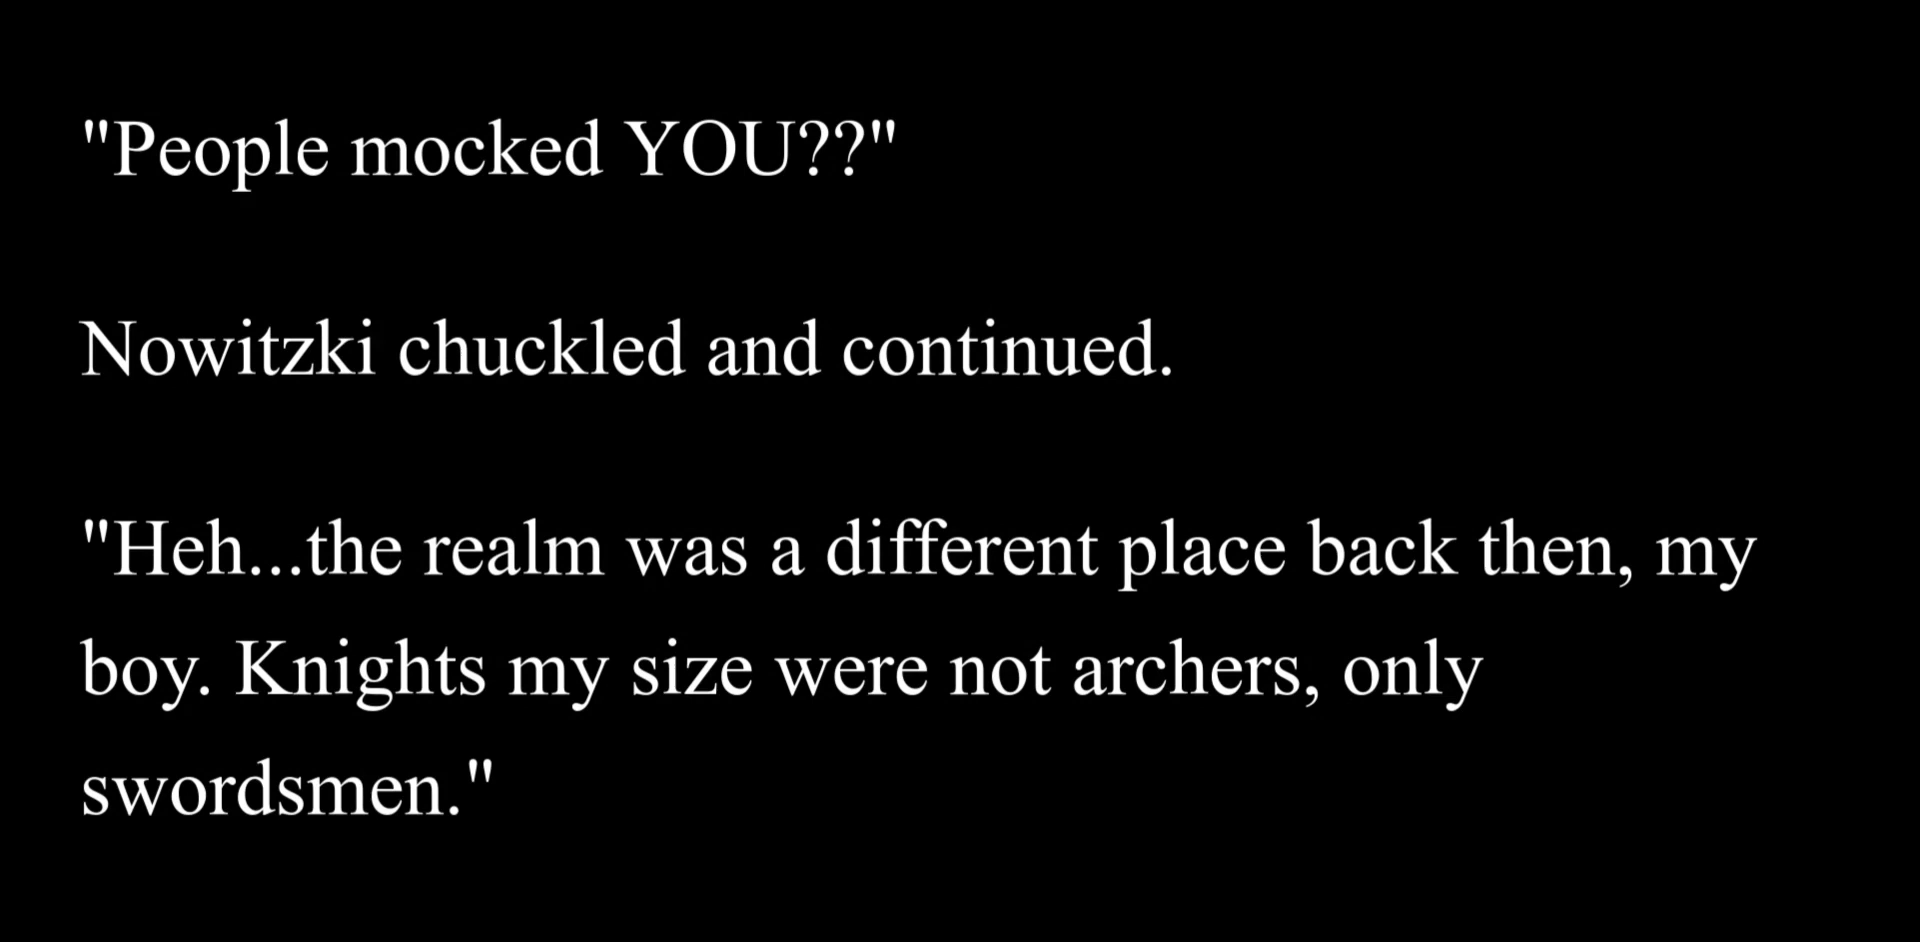 "People mocked YOU??"
Nowitzki chuckled and continued.
"Heh...the realm was a different place back then, my
boy. Knights my size were not archers, only
swordsmen."